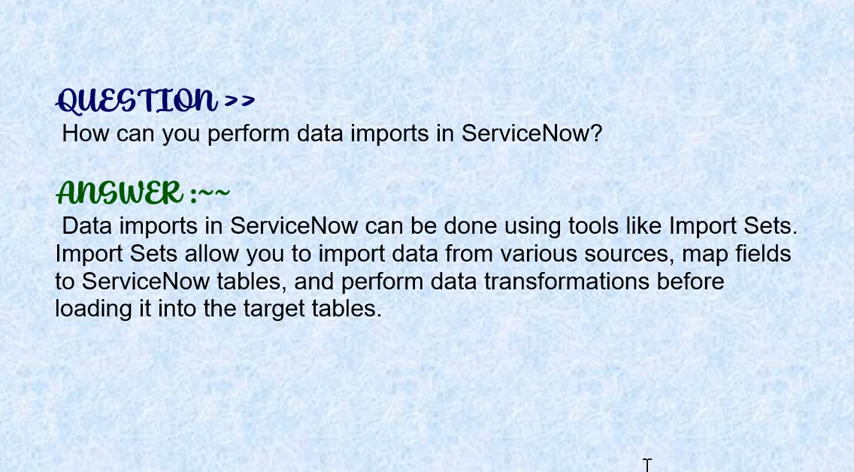 QUESTION >>
How can you perform data imports in ServiceNow?
ANSWER :~~
Data imports in ServiceNow can be done using tools like Import Sets.
Import Sets allow you to import data from various sources, map fields
to ServiceNow tables, and perform data transformations before
loading it into the target tables.